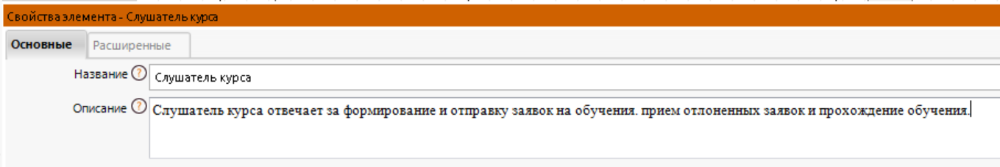 Свойства элемента - Слушатель курса
Основные Расширенные
Название ? Слушатель курса
Описание ? Слушатель курса отвечает за формирование и отправку заявок на обучения. прием отлоненных заявок и прохождение обучения.